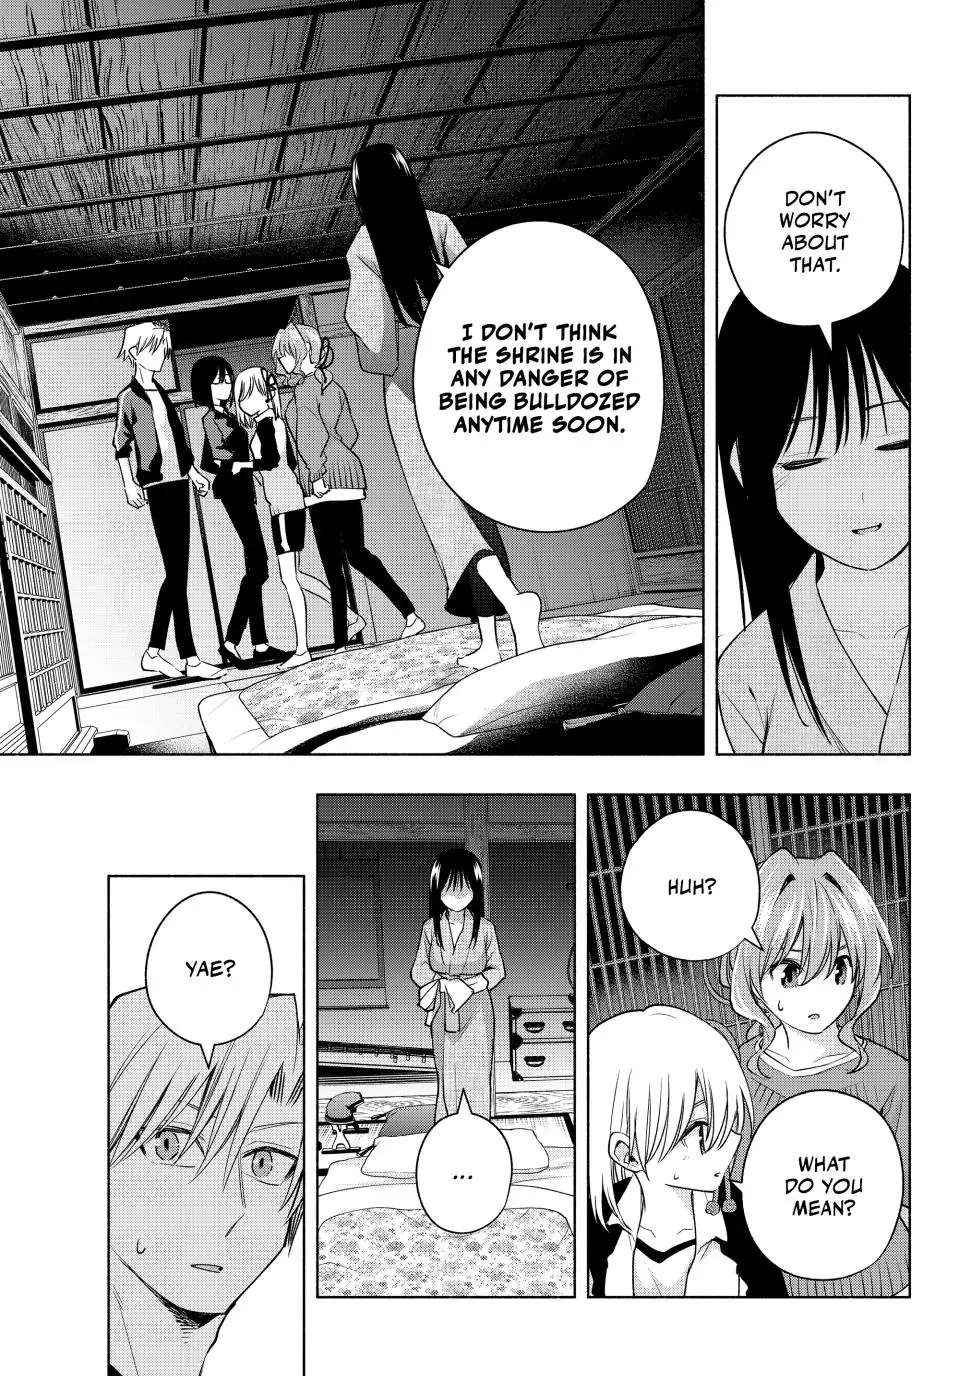 DON'T
WORRY
ABOUT
THAT.
I DON'T THINK
THE SHRINE IS IN
ANY DANGER OF
BEING BULLDOZED
ANYTIME SOON.
HUH?
WHAT
DO YOU
MEAN?
...
YAE?